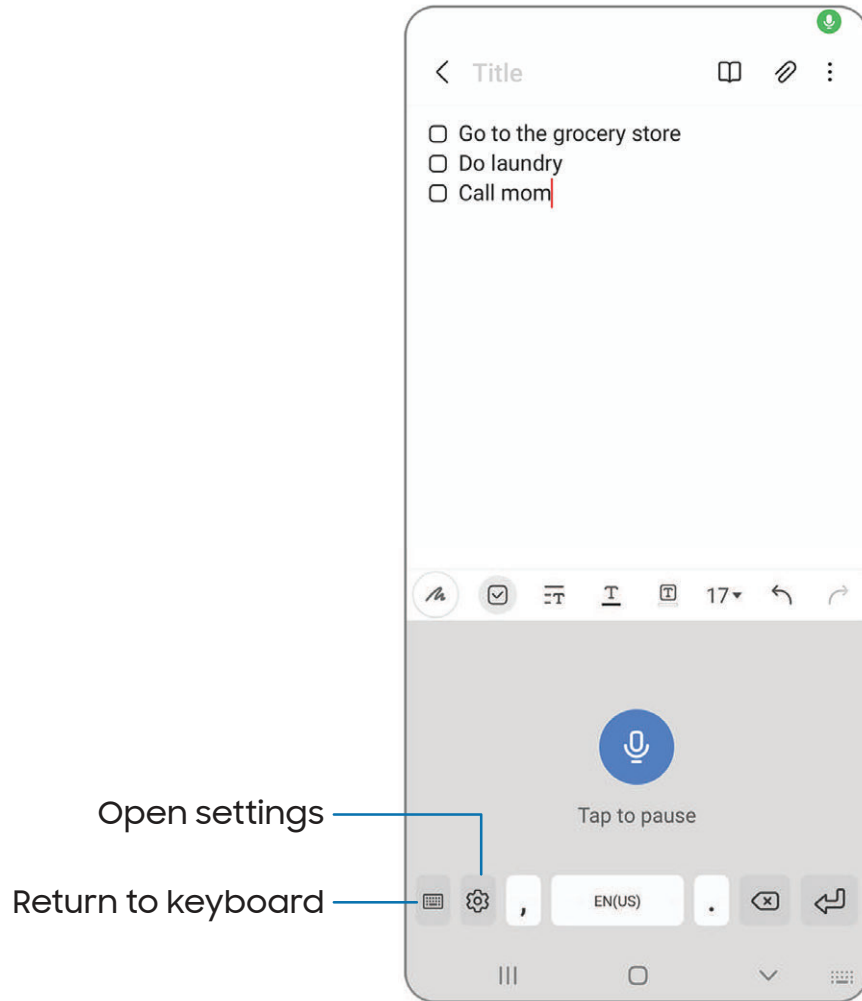 Title
Go to the grocery store
Do laundry
Call mom
17
Tap to pause
Open settings
Return to keyboard
, EN(US) .